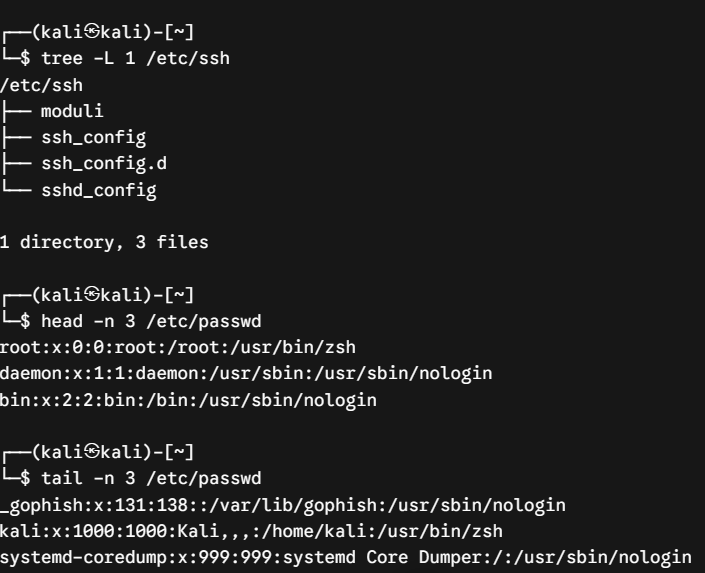 ┌──(kali㉿kali)-[~]
└─$ tree -L 1 /etc/ssh
/etc/ssh
├── moduli
├── ssh_config
├── ssh_config.d
└── sshd_config
1 directory, 3 files
┌──(kali㉿kali)-[~]
└─$ head -n 3 /etc/passwd
root:x:0:0:root:/root:/usr/bin/zsh
daemon:x:1:1:daemon:/usr/sbin:/usr/sbin/nologin
bin:x:2:2:bin:/bin:/usr/sbin/nologin
┌──(kali㉿kali)-[~]
└─$ tail -n 3 /etc/passwd
_gophish:x:131:138::/var/lib/gophish:/usr/sbin/nologin
kali:x:1000:1000:Kali,,,:/home/kali:/usr/bin/zsh
systemd-coredump:x:999:999:systemd Core Dumper:/:/usr/sbin/nologin